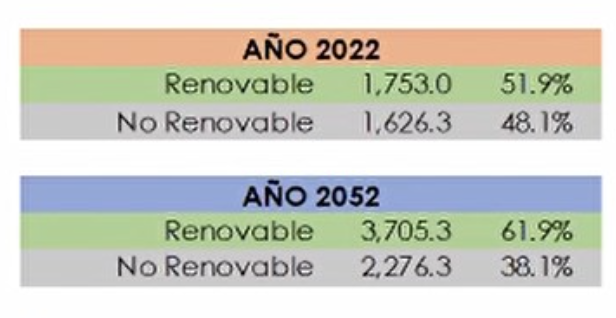 AÑO 2022
Renovable 1,753.0 51.9%
No Renovable 1,626.3 48.1%
AÑO 2052
Renovable 3,705.3 61.9%
No Renovable 2,276.3 38.1%